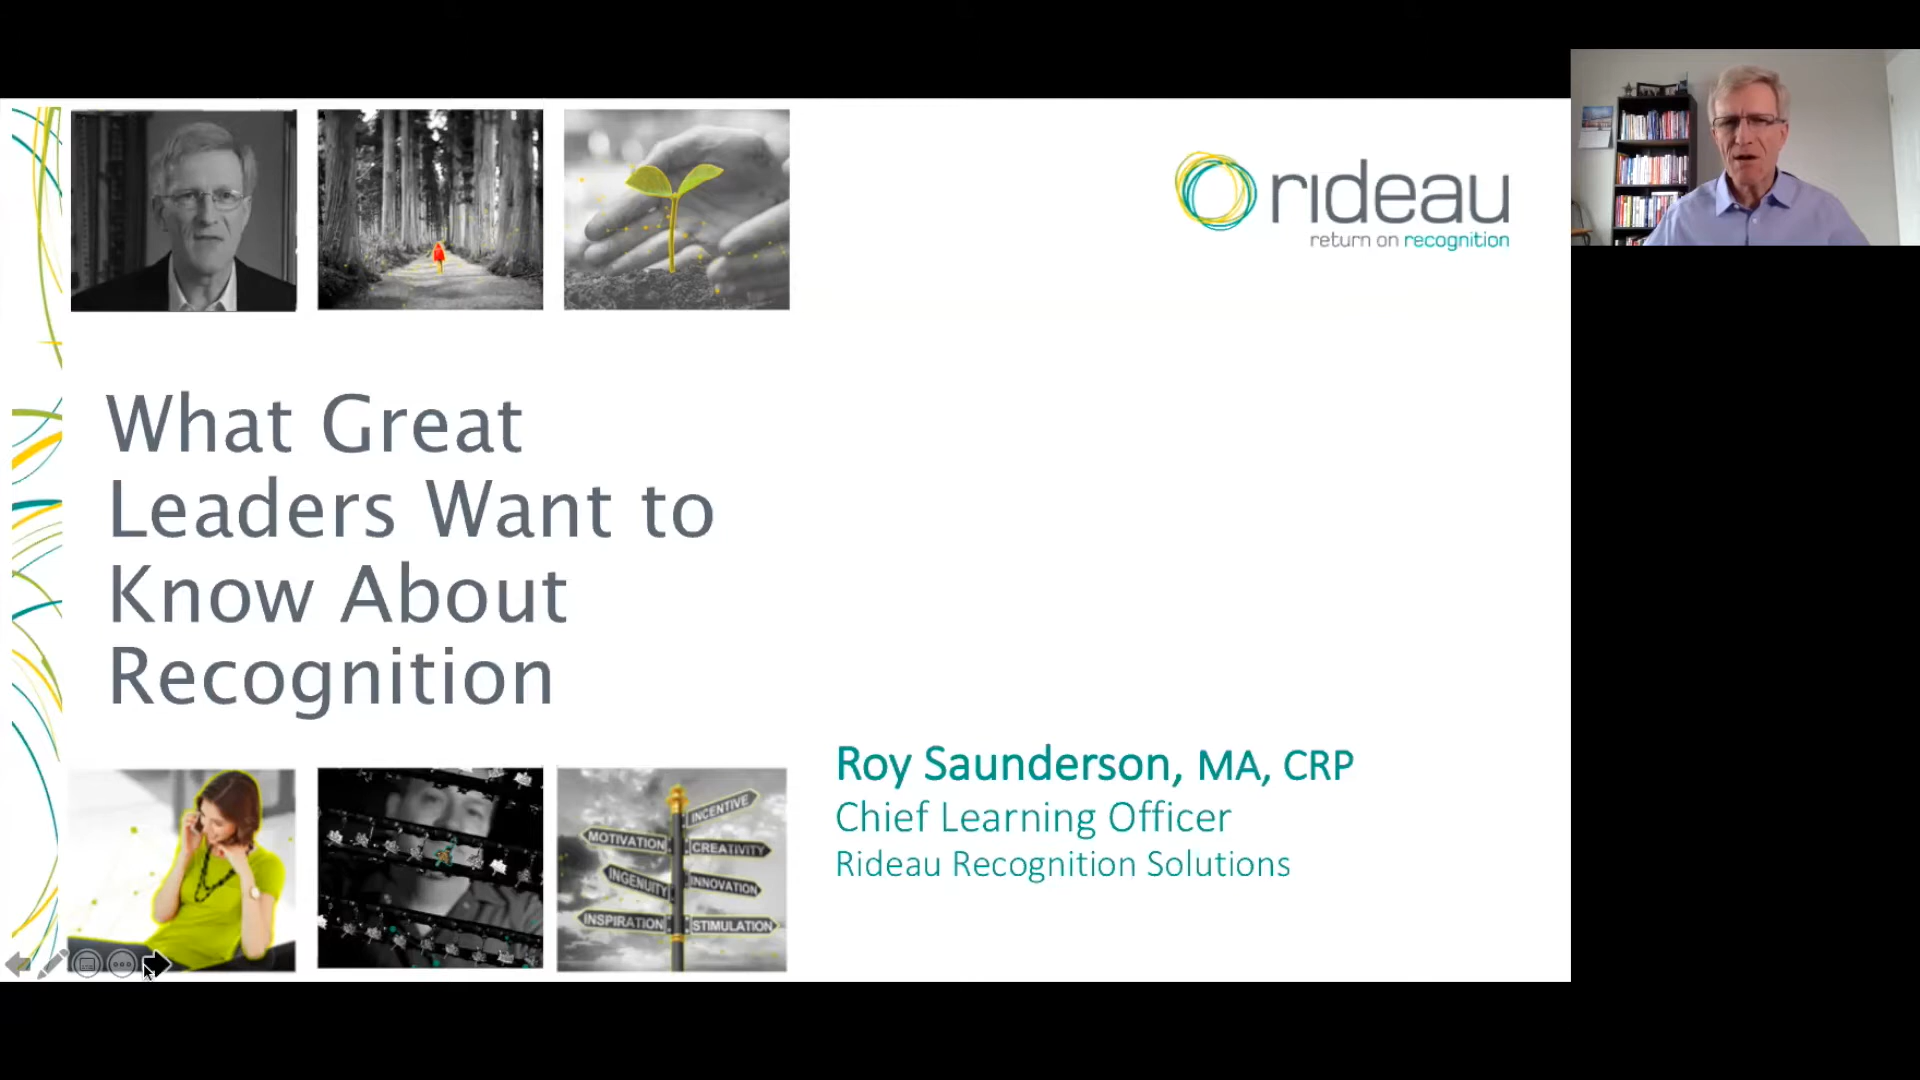 rideau
return on recognition
What Great
Leaders Want to
Know About
Recognition
Roy Saunderson, MA, CRP
Chief Learning Officer
Rideau Recognition Solutions
INCENTIVE
MOTIVATION
CREATIVITY
INGENUITY
INNOVATION
INSPIRATION
STIMULATION